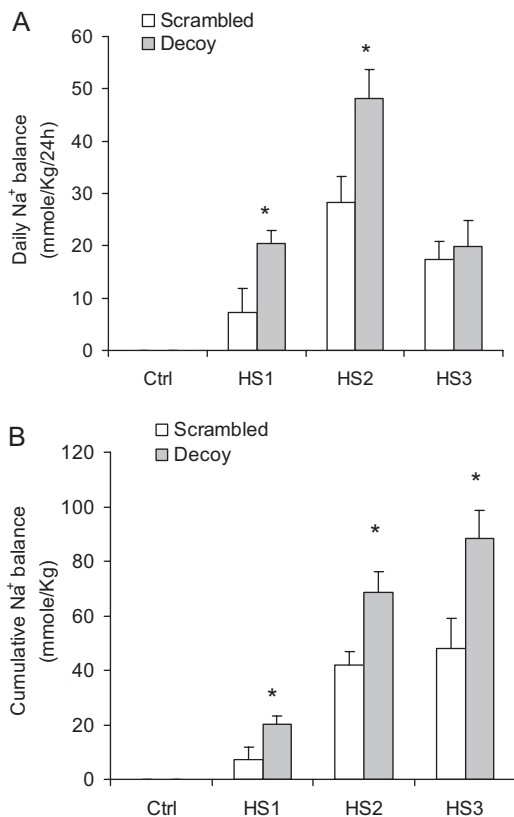 A
Scrambled
Decoy
Daily Na⁺ balance
(mmole/Kg/24h)
60
50
40
30
20
10
0
*
*
Ctrl
HS1
HS2
HS3
B
Scrambled
Decoy
Cumulative Na⁺ balance
(mmole/Kg)
120
100
80
60
40
20
0
*
*
*
Ctrl
HS1
HS2
HS3